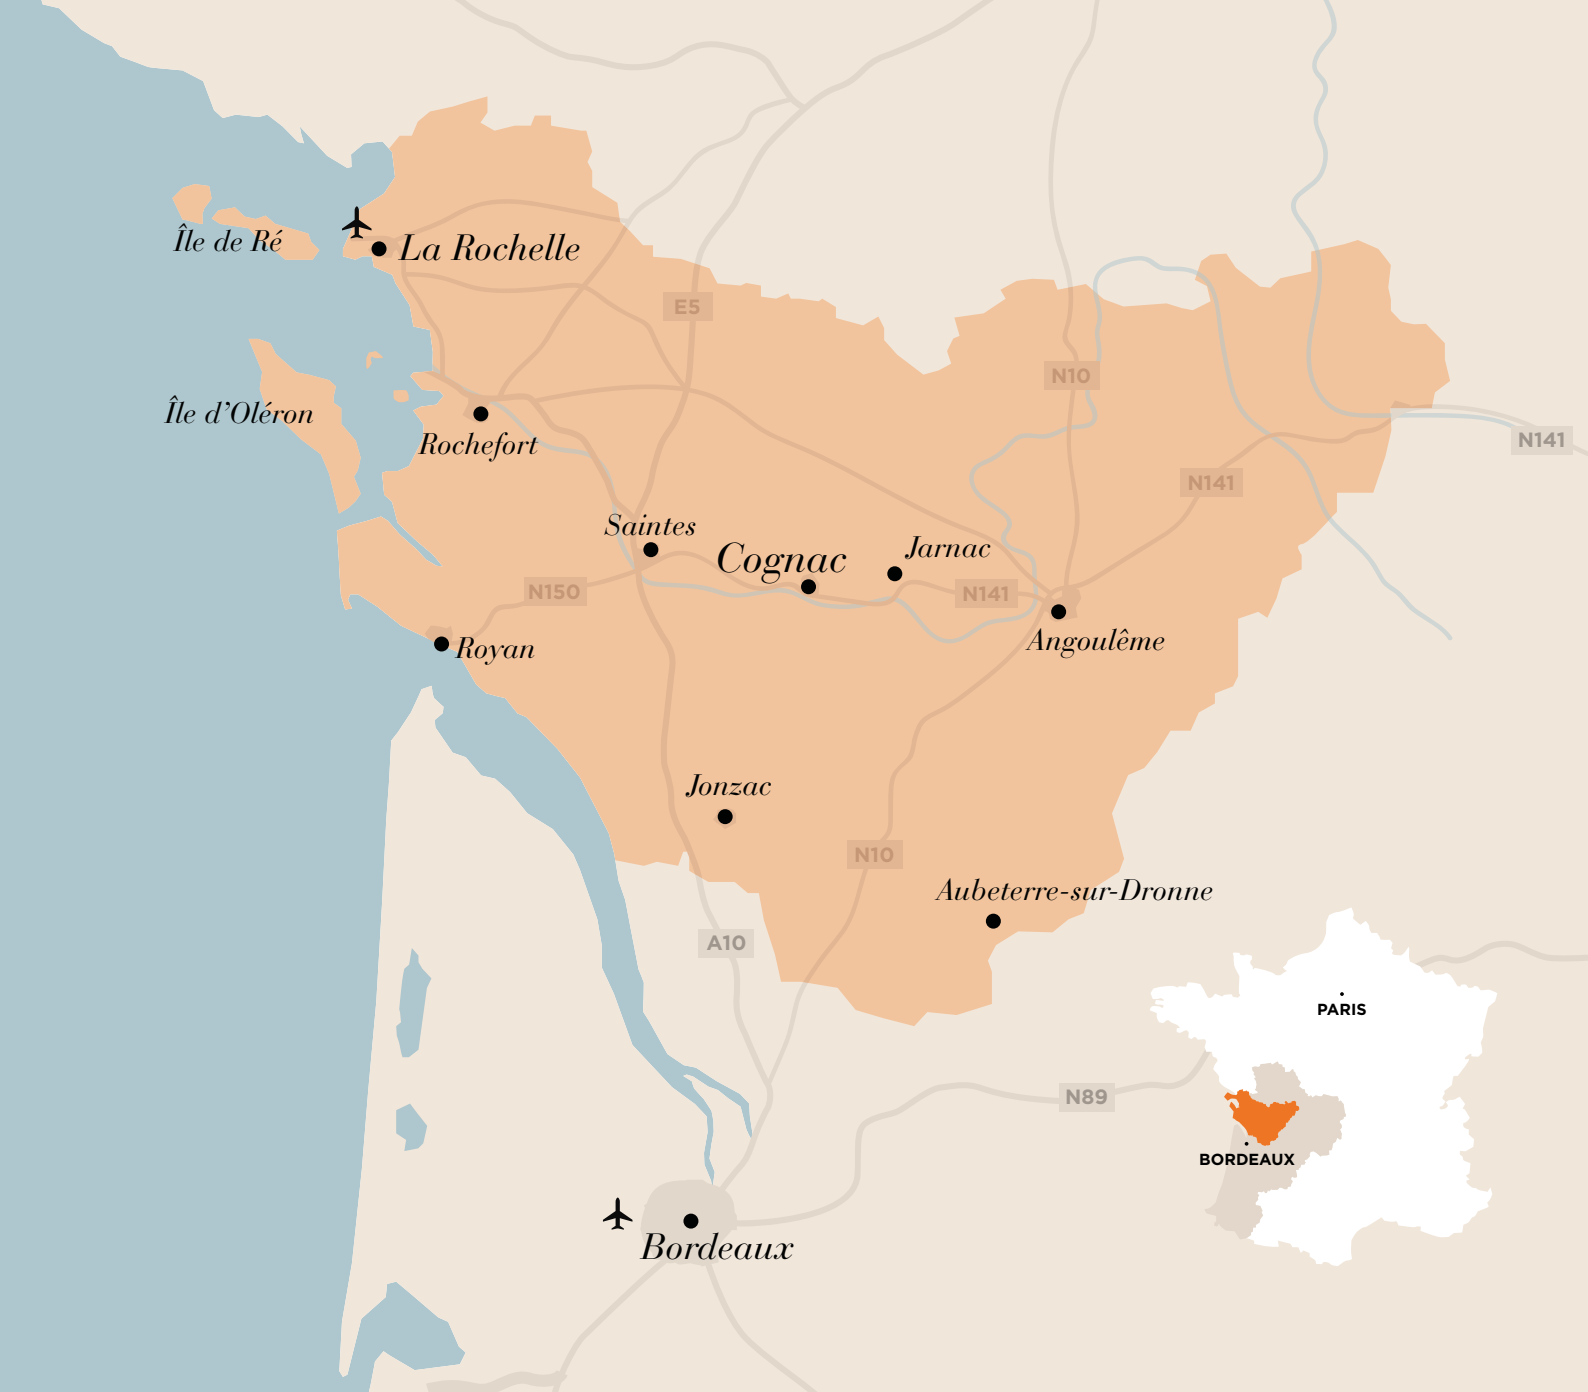 Île de Ré
La Rochelle
E5
N10
Île d’Oléron
Rochefort
N141
N141
Saintes
Cognac
Jarnac
N150
N141
Royan
Angoulême
Jonzac
N10
Aubeterre-sur-Dronne
A10
PARIS
N89
BORDEAUX
Bordeaux